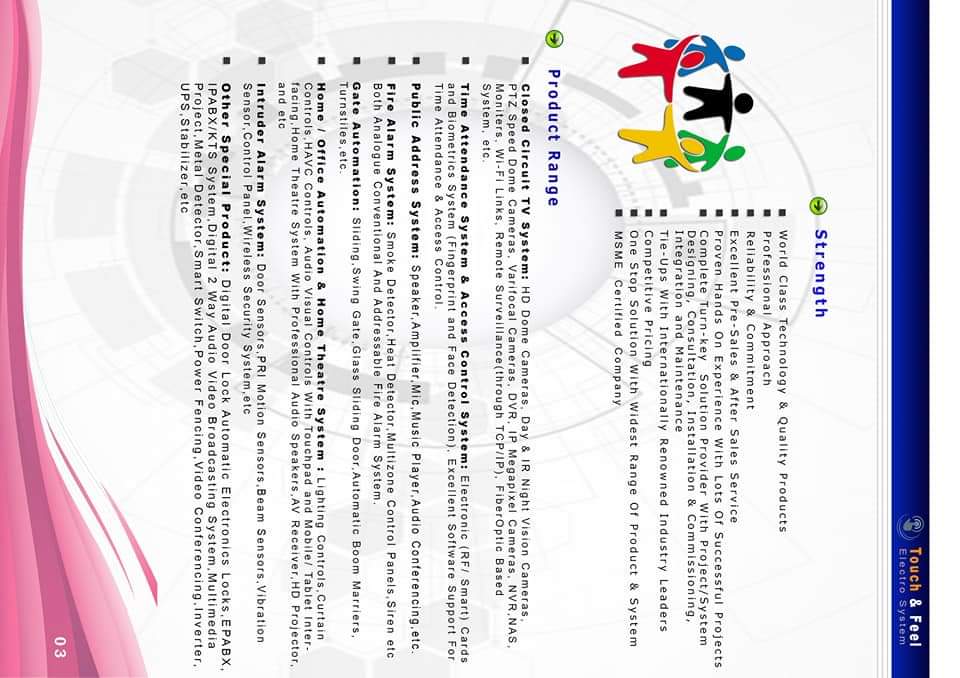 Touch & Feel
Electro System
Strength
World Class Technology & Quality Products
Professional Approach
Reliability & Commitment
Excellent Pre-Sales & After Sales Service
Proven Hands On Experience With Lots Of Successful Projects
Complete Turn-key Solution Provider With Project/System
Designing, Consultation, Installation & Commissioning,
Integration and Maintenance
Tie-Ups With Internationally Renowned Industry Leaders
Competitive Pricing
One Stop Solution With Widest Range Of Product & System
MSME Certified Company
Product Range
Closed Circuit TV System: HD Dome Cameras, Day & IR Night Vision Cameras,
PTZ Speed Dome Cameras, Varifocal Cameras, DVR, IP Megapixel Cameras, NVR,NAS,
Moniters, Wi-Fi Links, Remote Surveillance(through TCP/IP), FiberOptic Based
System, etc.
Time Attendance System & Access Control System: Electronic (RF/ Smart) Cards
and Biometrics System (Fingerprint and Face Detection), Excellent Software Support For
Time Attendance & Access Control.
Public Address System: Speaker,Amplifier,Mic,Music Player,Audio Conferencing,etc.
Fire Alarm System: Smoke Detector,Heat Detector,Multizone Control Panels,Siren etc
Both Analogue Conventional And Addressable Fire Alarm System.
Gate Automation: Sliding,Swing Gate,Glass Sliding Door,Automatic Boom Marriers,
Turnstiles,etc.
Home / Office Automation & Home Theatre System : Lighting Controls,Curtain
Controls,HAVC Controls, Audio Visual Controls With Touchpad and Mobile/ Tablet Inter-
facing,Home Theatre System With Professional Audio Speakers,AV Receiver,HD Projector,
and etc
Intruder Alarm System: Door Sensors,PRI Motion Sensors,Beam Sensors,Vibration
Sensor,Control Panel,Wireless Security System,etc
Other Special Product: Digital Door Lock Automatic Electronics Locks,EPABX,
IPABX/KTS System,Digital 2 Way Audio Video Broadcasting System,Multimedia
Project,Metal Detector,Smart Switch,Power Fencing,Video Conferencing,Inverter,
UPS,Stabilizer,etc
03